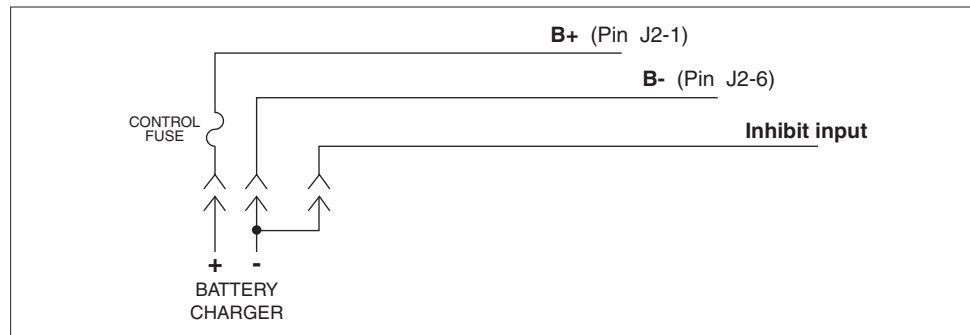 B+ (Pin J2-1)
B- (Pin J2-6)
Inhibit input
CONTROL
FUSE
+ -
BATTERY
CHARGER